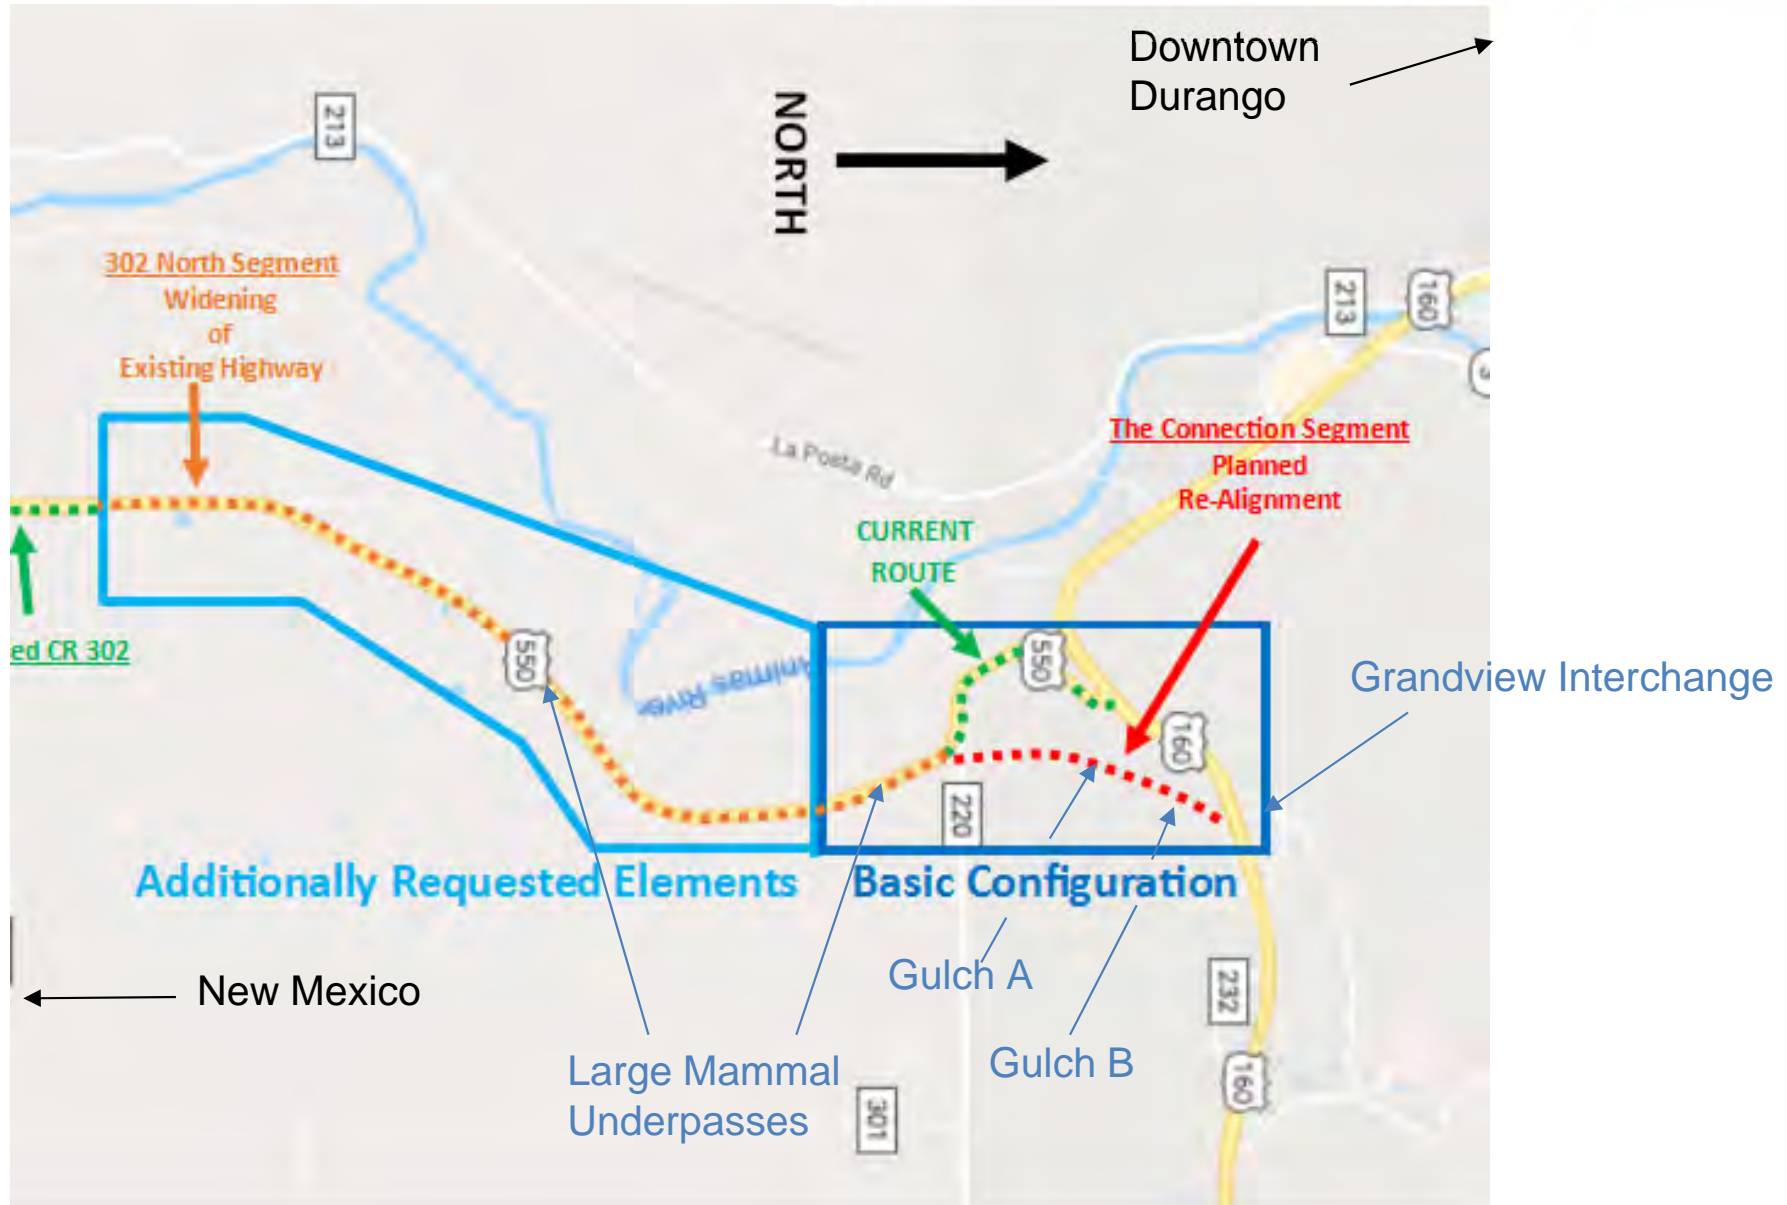 Downtown
Durango
NORTH
213
302 North Segment
Widening
of
Existing Highway
213
160
The Connection Segment
Planned
Re-Alignment
La Posta Rd
CURRENT
ROUTE
ed CR 302
550
Animas River
550
160
Grandview Interchange
220
Additionally Requested Elements
Basic Configuration
Gulch A
New Mexico
232
Large Mammal
Underpasses
Gulch B
160
301